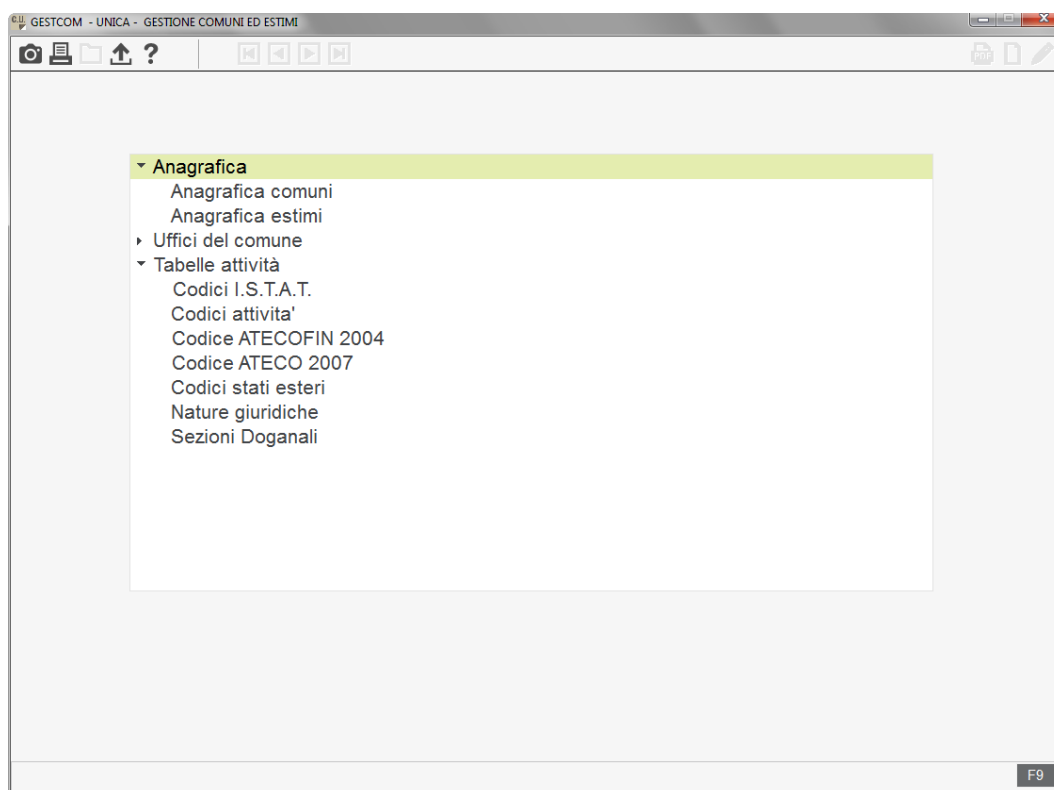 C.U. GESTCOM - UNICA - GESTIONE COMUNI ED ESTIMI
?
PDF
Anagrafica
Anagrafica comuni
Anagrafica estimi
Uffici del comune
Tabelle attività
Codici I.S.T.A.T.
Codici attivita'
Codice ATECOFIN 2004
Codice ATECO 2007
Codici stati esteri
Nature giuridiche
Sezioni Doganali
F9